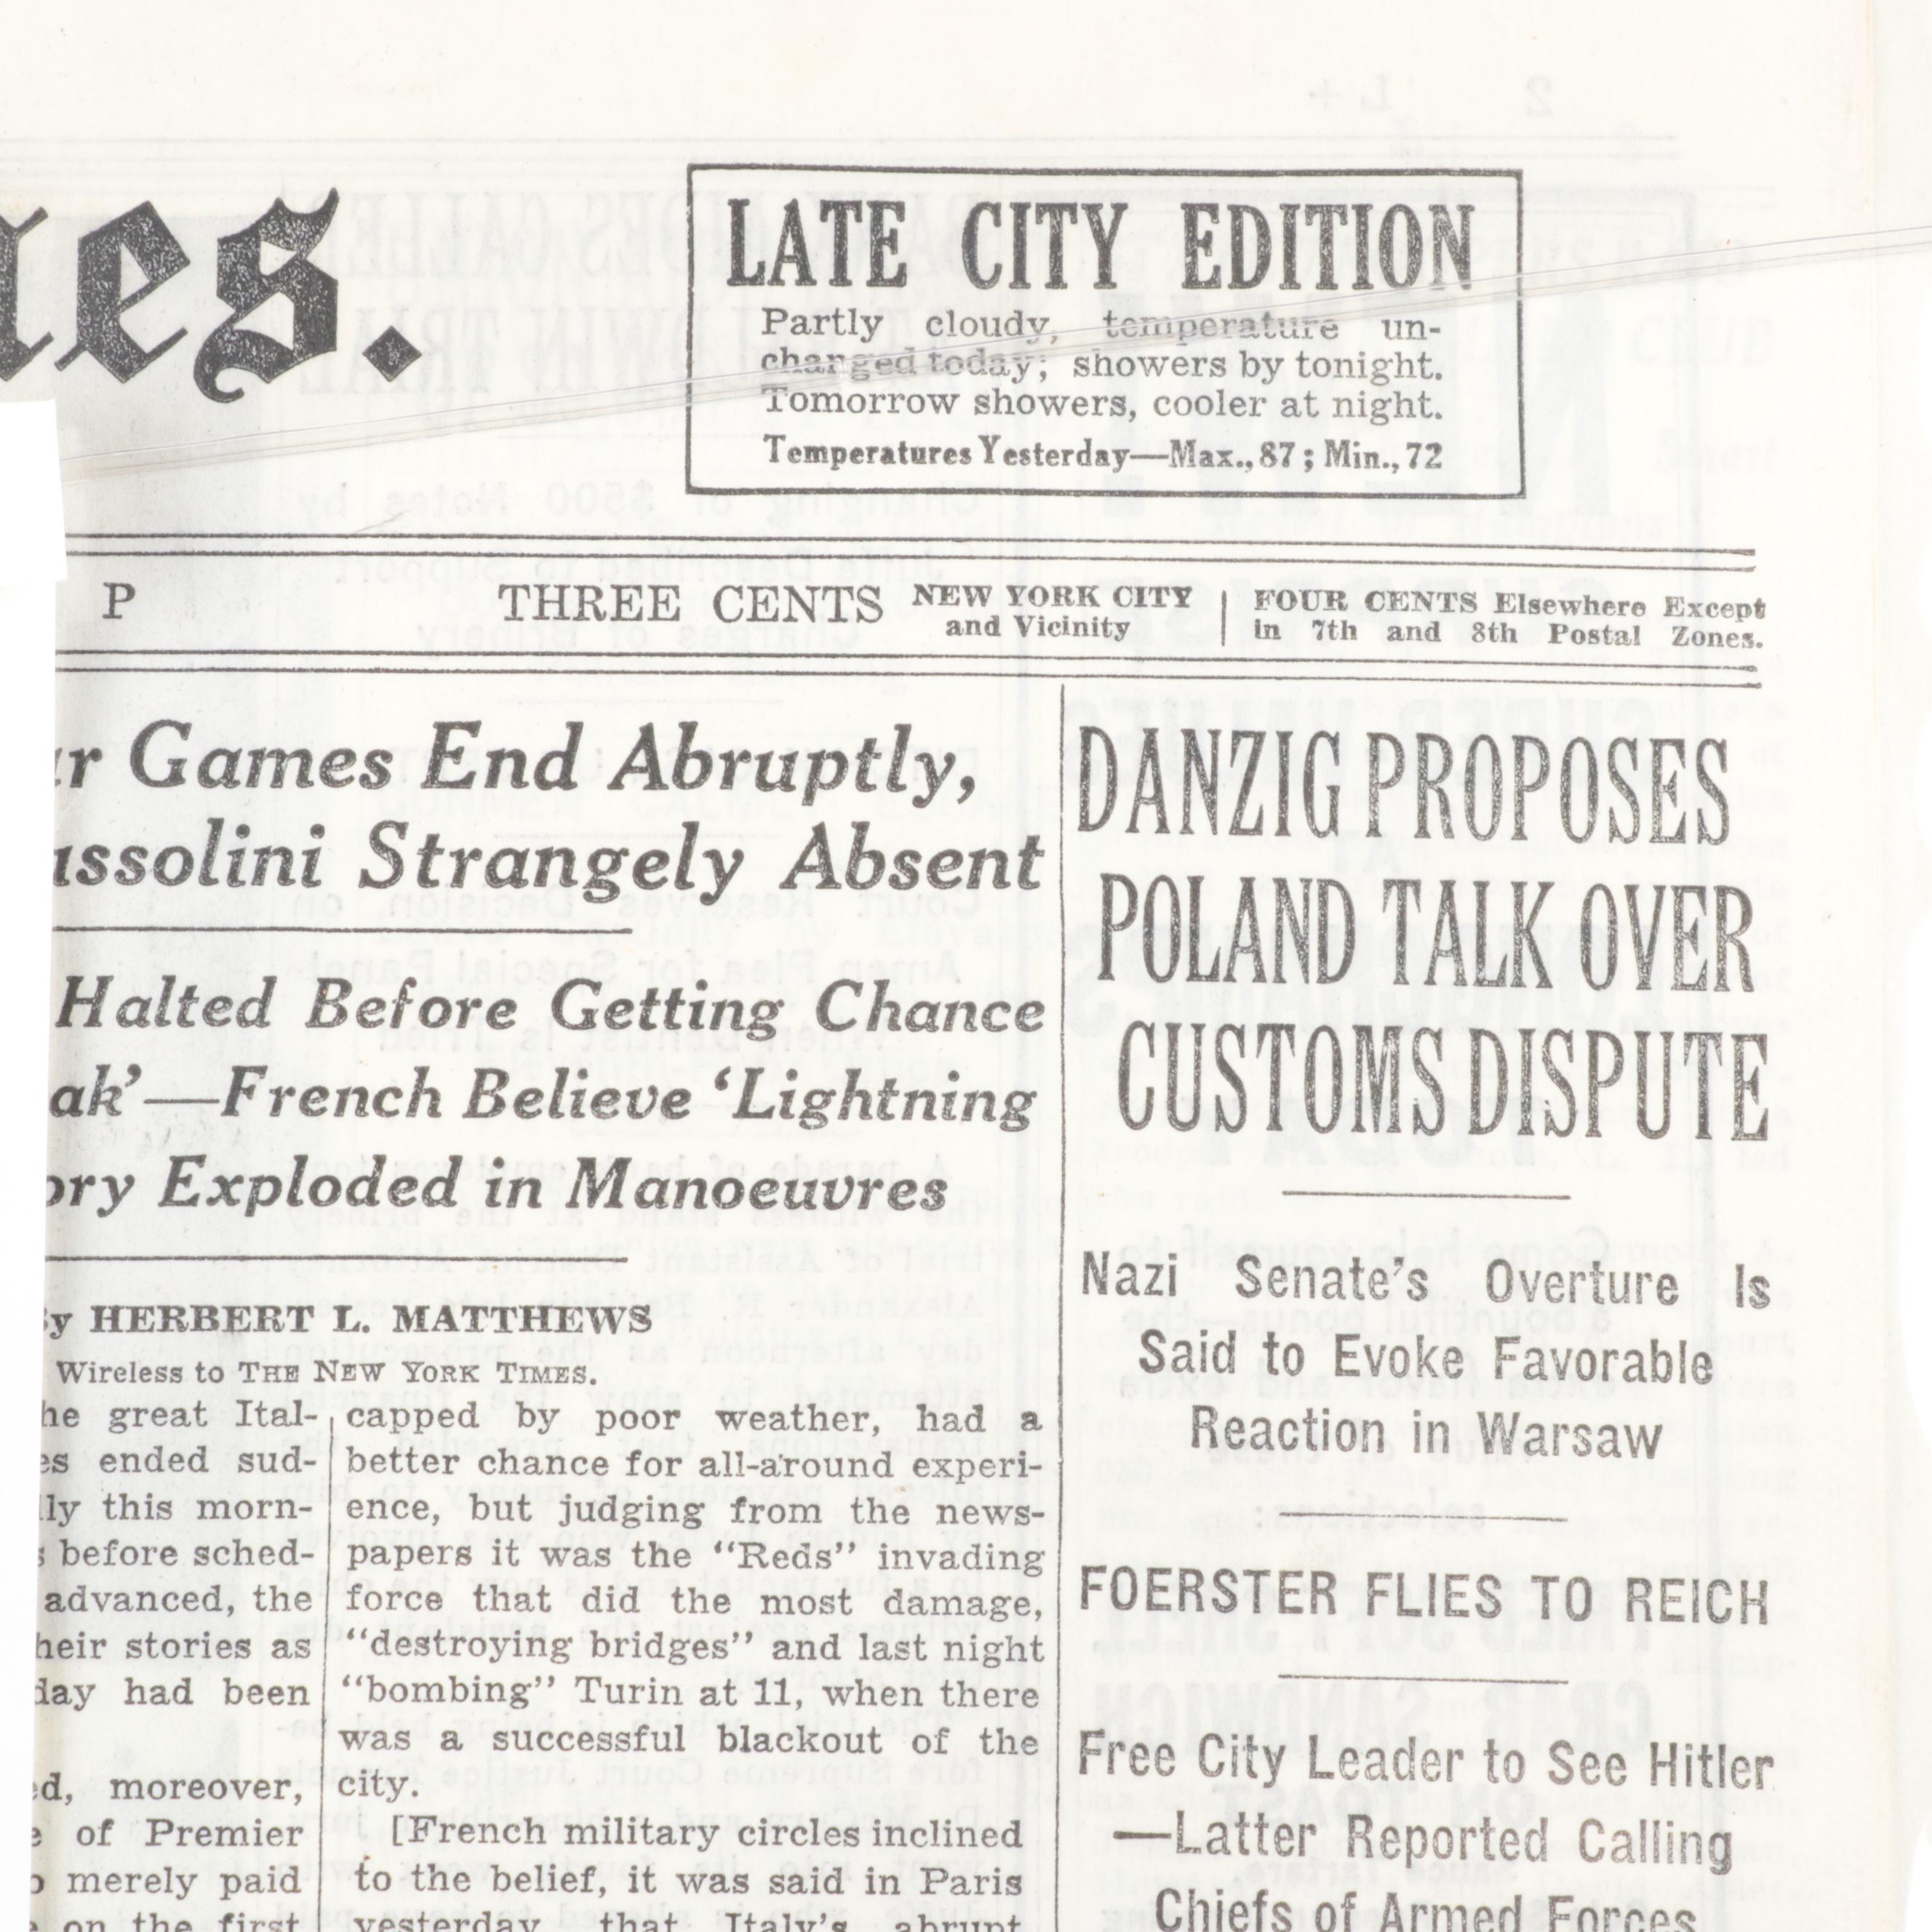 es.
LATE CITY EDITION
Partly cloudy, temperature un-
changed today; showers by tonight.
Tomorrow showers, cooler at night.
Temperatures Yesterday—Max., 87; Min., 72
P
THREE CENTS NEW YORK CITY and Vicinity
FOUR CENTS Elsewhere Except
in 7th and 8th Postal Zones.
r Games End Abruptly,
ussolini Strangely Absent
Halted Before Getting Chance
ak'—French Believe 'Lightning
ory Exploded in Manoeuvres
By HERBERT L. MATTHEWS
Wireless to THE NEW YORK TIMES.
he great Ital-
es ended sud-
ly this morn-
s before sched-
advanced, the
heir stories as
day had been
ed, moreover,
e of Premier
merely paid
on the first
capped by poor weather, had a
better chance for all-around experi-
ence, but judging from the news-
papers it was the "Reds" invading
force that did the most damage,
"destroying bridges" and last night
"bombing" Turin at 11, when there
was a successful blackout of the
city.
[French military circles inclined
to the belief, it was said in Paris
yesterday, that Italy's abrupt
DANZIG PROPOSES
POLAND TALK OVER
CUSTOMS DISPUTE
Nazi Senate's Overture Is
Said to Evoke Favorable
Reaction in Warsaw
FOERSTER FLIES TO REICH
Free City Leader to See Hitler
—Latter Reported Calling
Chiefs of Armed Forces